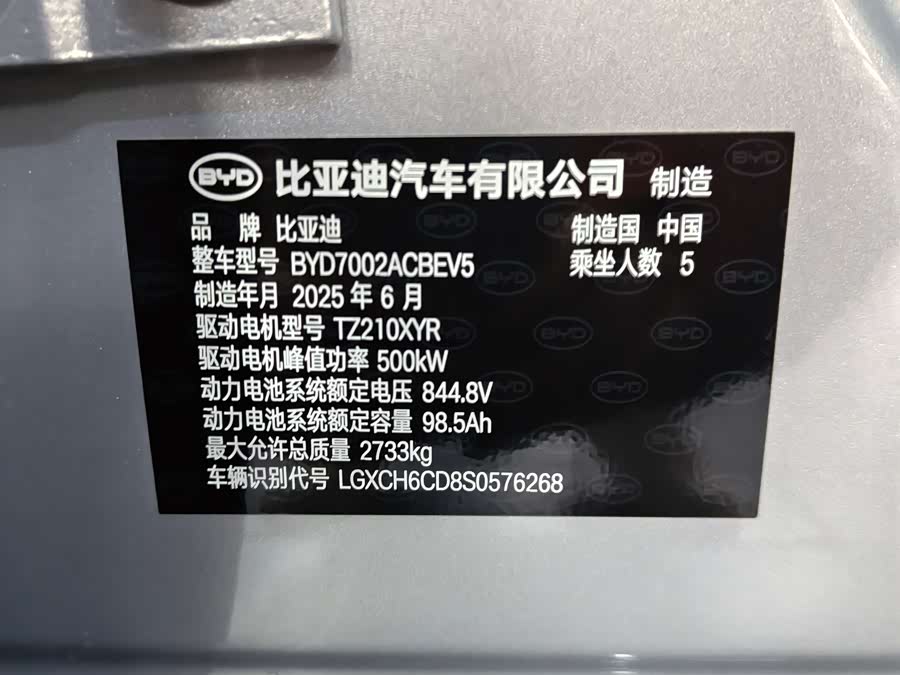 BYD 比亚迪汽车有限公司 制造
品 牌 比亚迪 制造国 中国
整车型号 BYD7002ACBEV5 乘坐人数 5
制造年月 2025 年 6 月
驱动电机型号 TZ210XYR
驱动电机峰值功率 500kW
动力电池系统额定电压 844.8V
动力电池系统额定容量 98.5Ah
最大允许总质量 2733kg
车辆识别代号 LGXCH6CD8S0576268